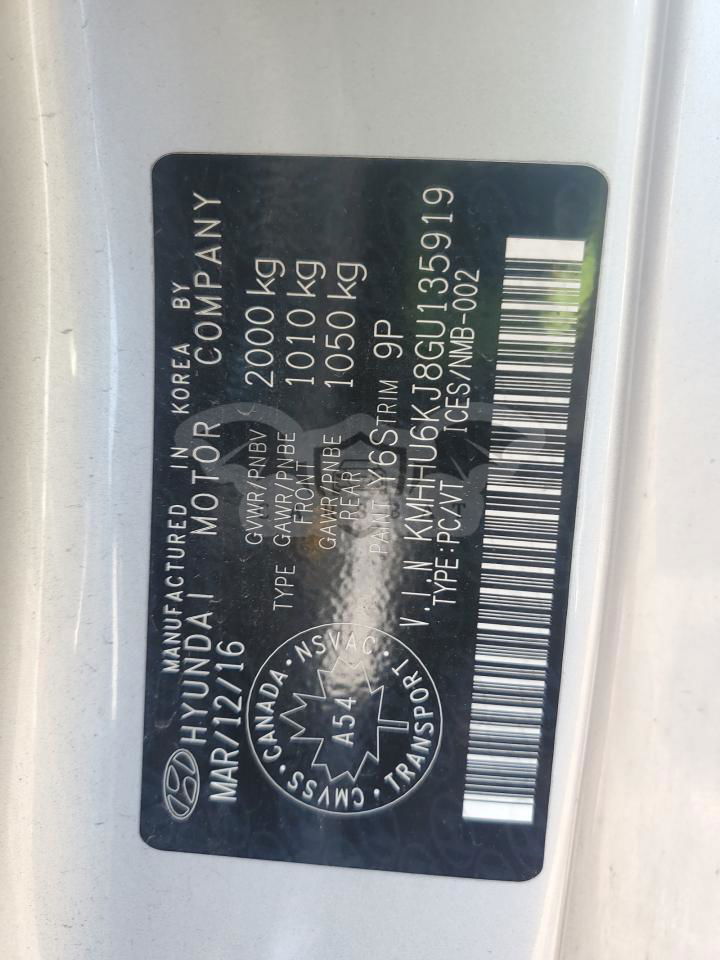 MANUFACTURED IN KOREA BY
HYUNDAI MOTOR COMPANY
MAR/12/16
GVWR/PNBV 2000 kg
TYPE GAWR/PNBE FRONT 1010 kg
GAWR/PNBE REAR 1050 kg
PAINT Y6S TRIM 9P
V.I.N KMHHU6KJ8GU135919
TYPE:PC/VT ICES/NMB-002
CANADA • NSVAC • TRANSPORT • CMVSS •
A54